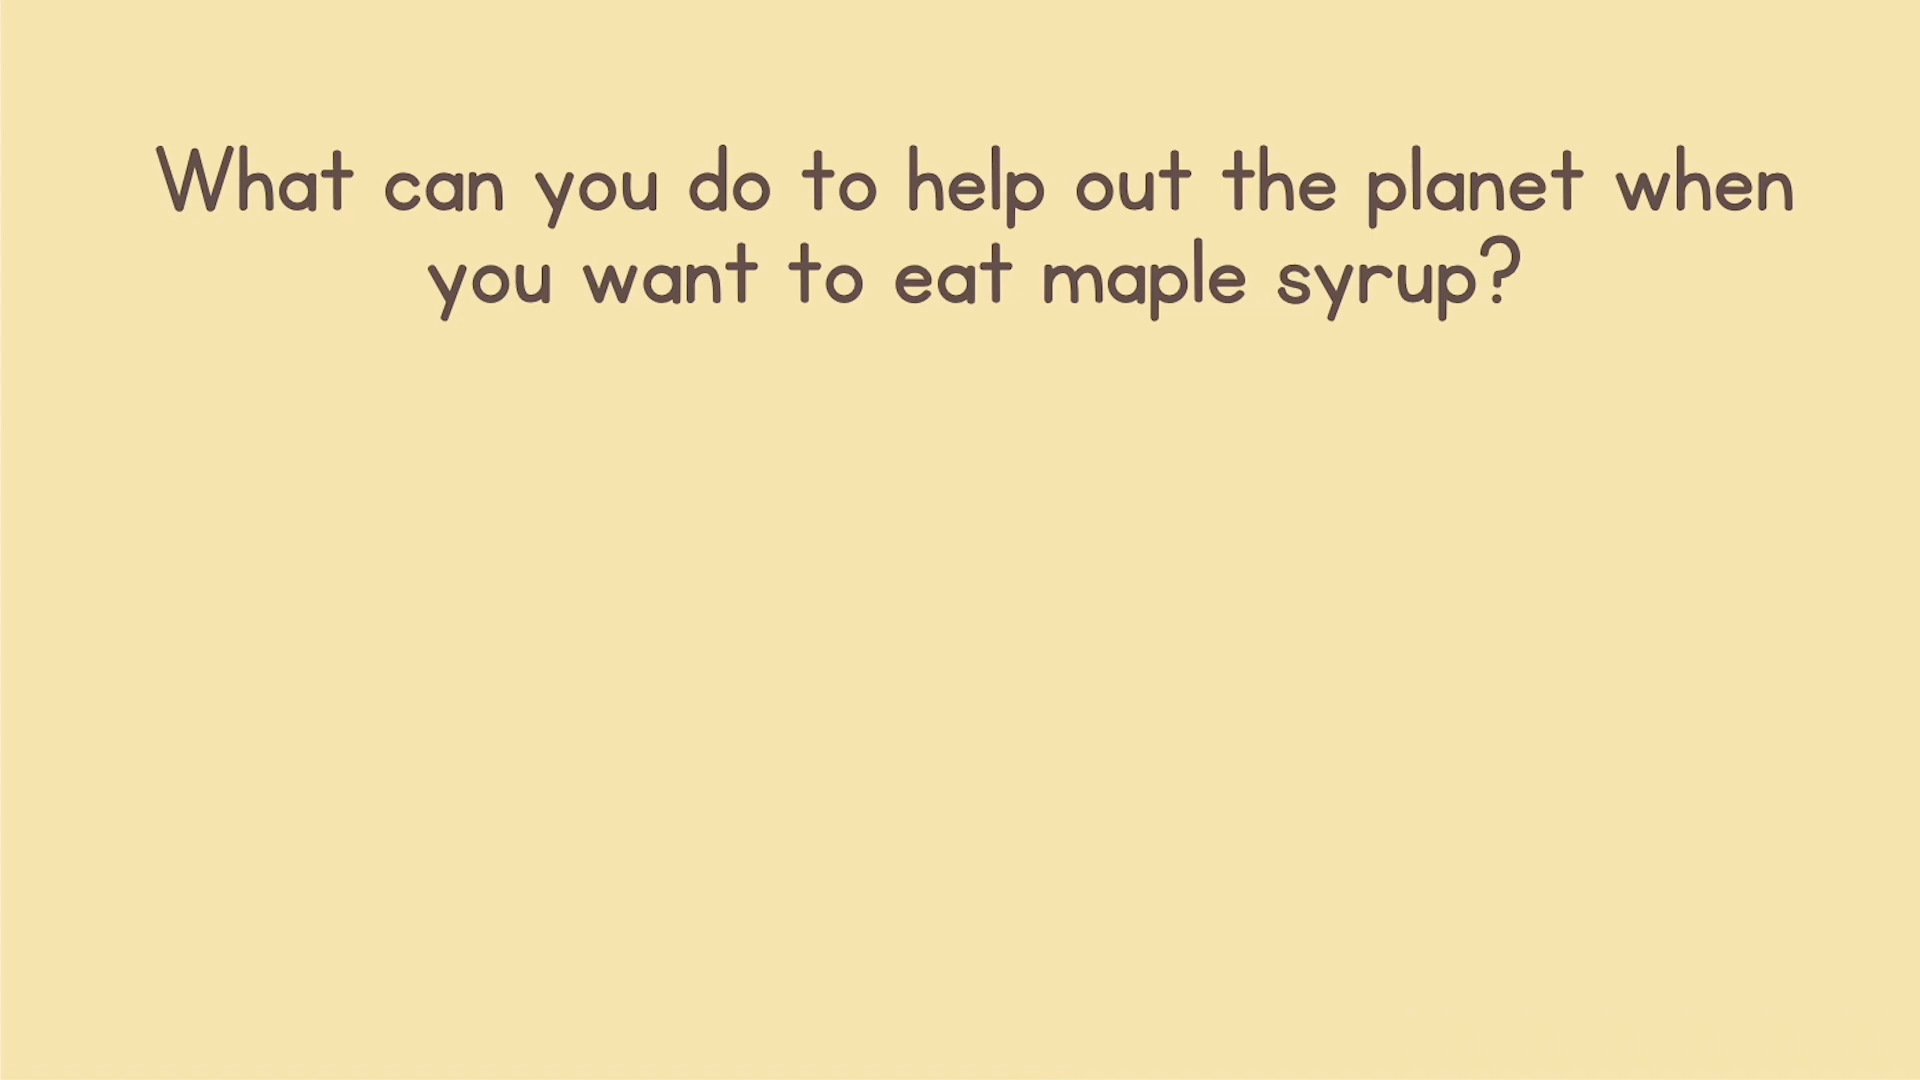 What can you do to help out the planet when
you want to eat maple syrup?